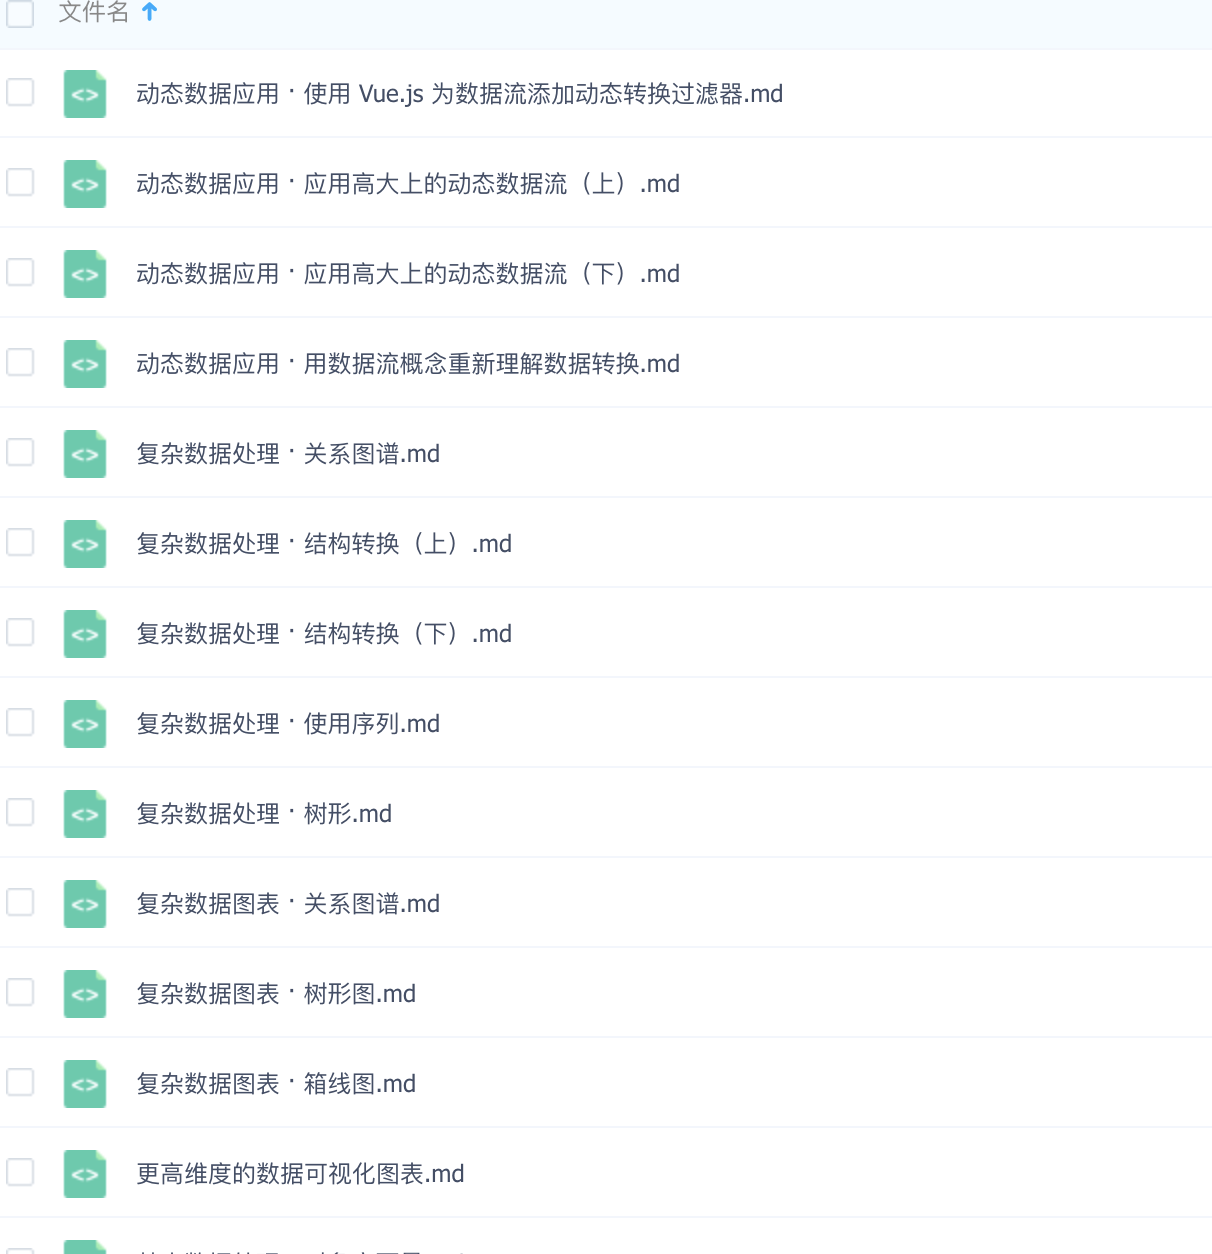 文件名
动态数据应用 · 使用 Vue.js 为数据流添加动态转换过滤器.md
动态数据应用 · 应用高大上的动态数据流（上）.md
动态数据应用 · 应用高大上的动态数据流（下）.md
动态数据应用 · 用数据流概念重新理解数据转换.md
复杂数据处理 · 关系图谱.md
复杂数据处理 · 结构转换（上）.md
复杂数据处理 · 结构转换（下）.md
复杂数据处理 · 使用序列.md
复杂数据处理 · 树形.md
复杂数据图表 · 关系图谱.md
复杂数据图表 · 树形图.md
复杂数据图表 · 箱线图.md
更高维度的数据可视化图表.md